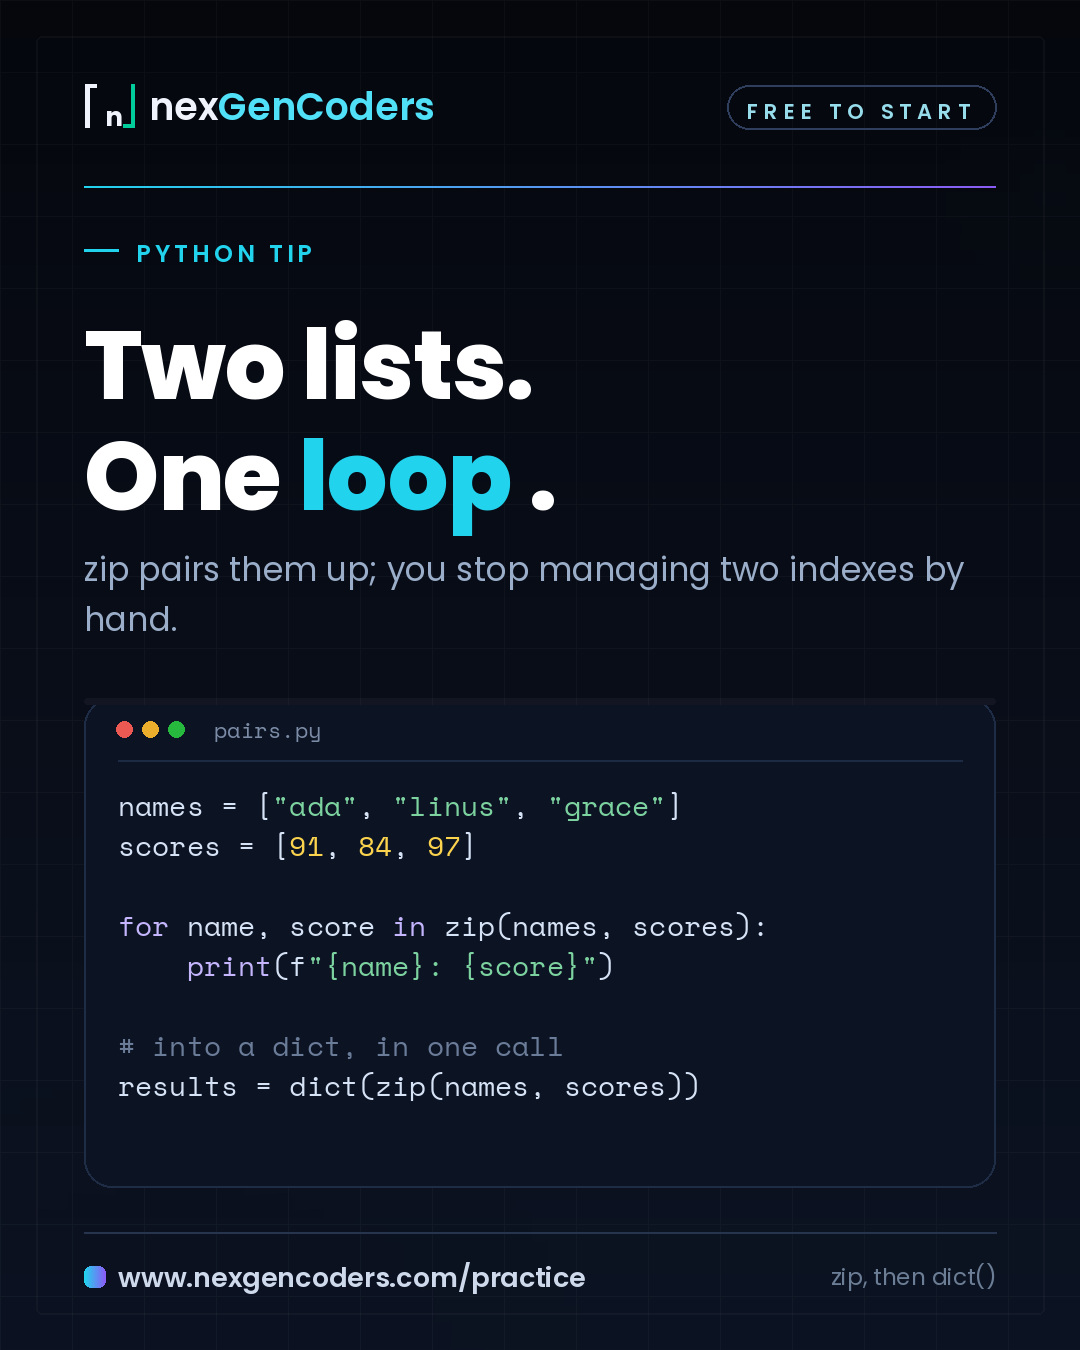 n nexGenCoders
FREE TO START
PYTHON TIP
Two lists.
One loop .
zip pairs them up; you stop managing two indexes by
hand.
pairs.py
names = ["ada", "linus", "grace"]
scores = [91, 84, 97]
for name, score in zip(names, scores):
    print(f"{name}: {score}")
# into a dict, in one call
results = dict(zip(names, scores))
www.nexgencoders.com/practice
zip, then dict()